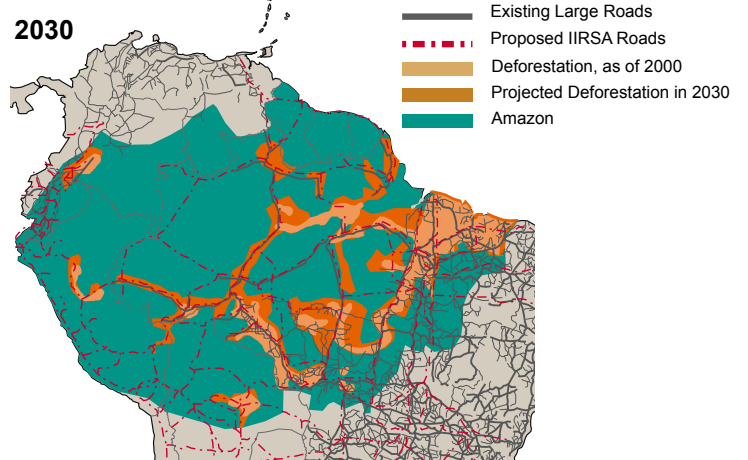 2030
Existing Large Roads
Proposed IIRSA Roads
Deforestation, as of 2000
Projected Deforestation in 2030
Amazon